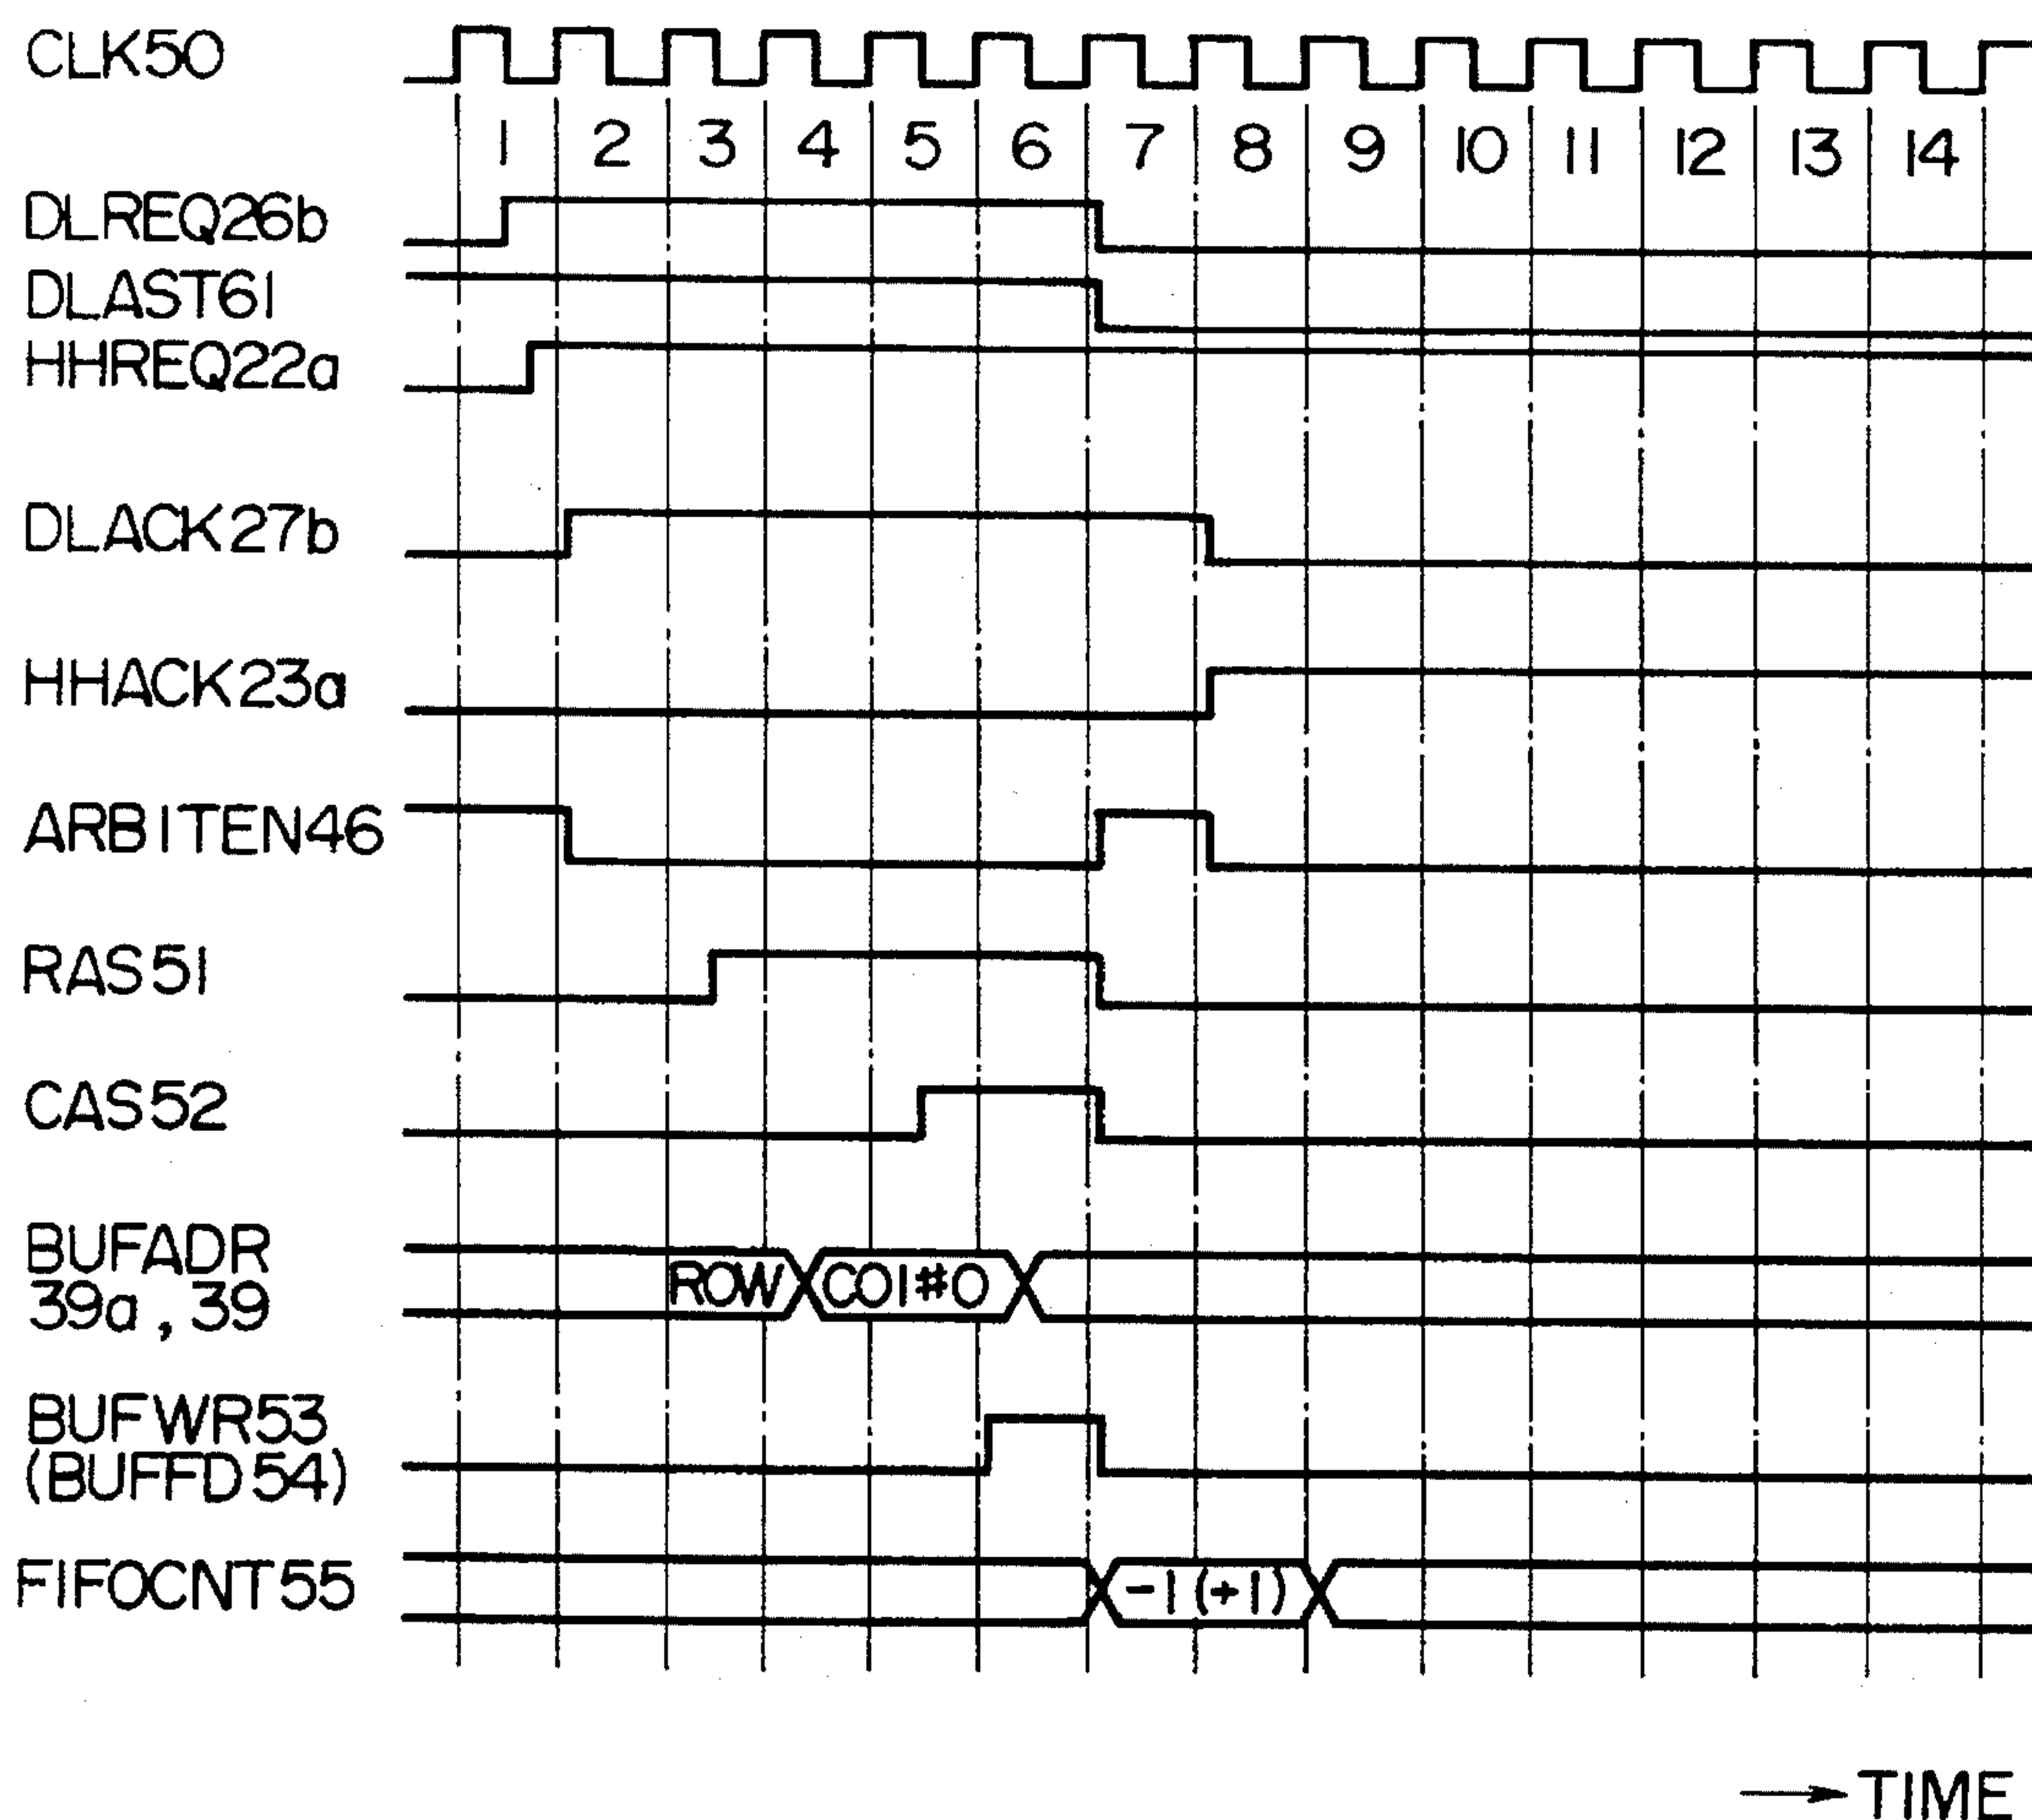 CLK50
1 2 3 4 5 6 7 8 9 10 11 12 13 14
DLREQ26b
DLAST61
HHREQ22a
DLACK27b
HHACK23a
ARBITEN46
RAS51
CAS52
BUFADR
39a, 39
ROW COl#0
BUFWR53
(BUFFD54)
FIFOCNT55
-1(+1)
→ TIME